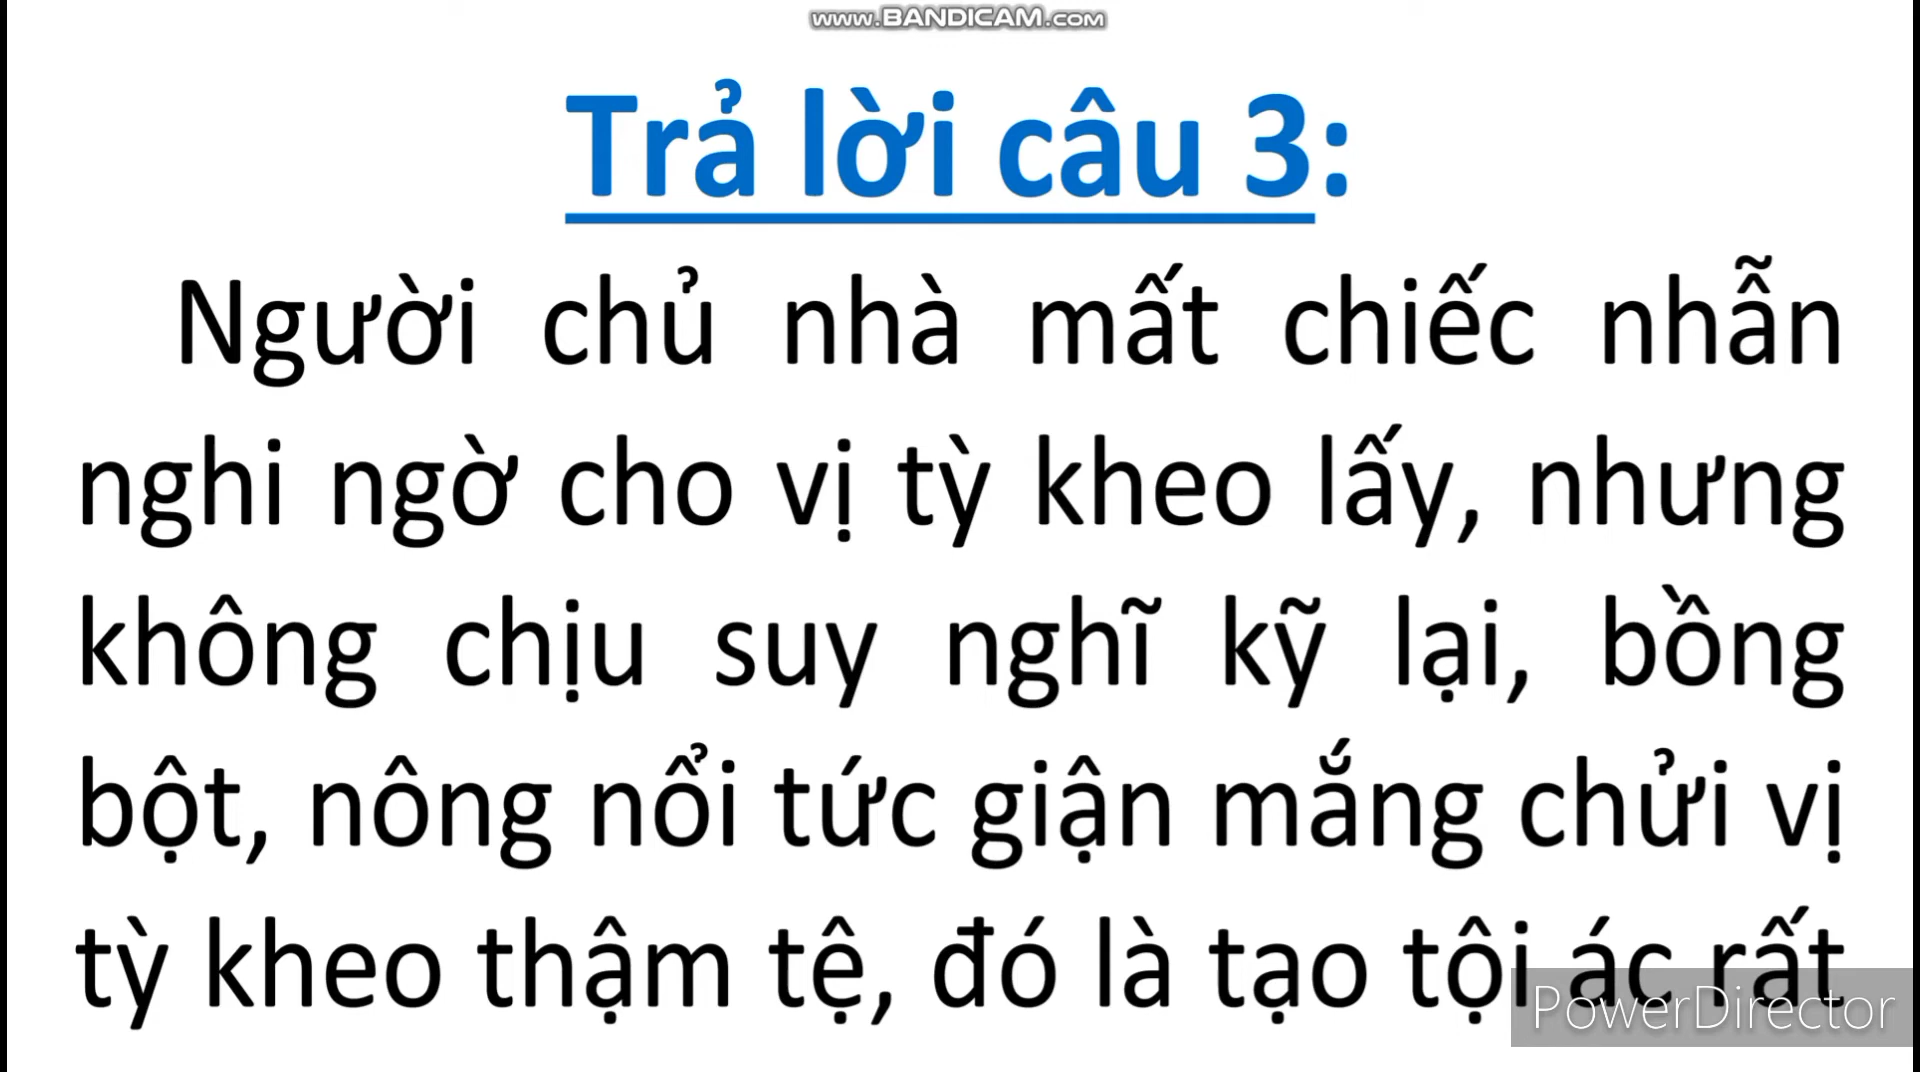 www.BANDICAM.com
Trả lời câu 3:
Người chủ nhà mất chiếc nhẫn
nghi ngờ cho vị tỳ kheo lấy, nhưng
không chịu suy nghĩ kỹ lại, bồng
bột, nông nổi tức giận mắng chửi vị
tỳ kheo thậm tệ, đó là tạo tội ác rất
PowerDirector